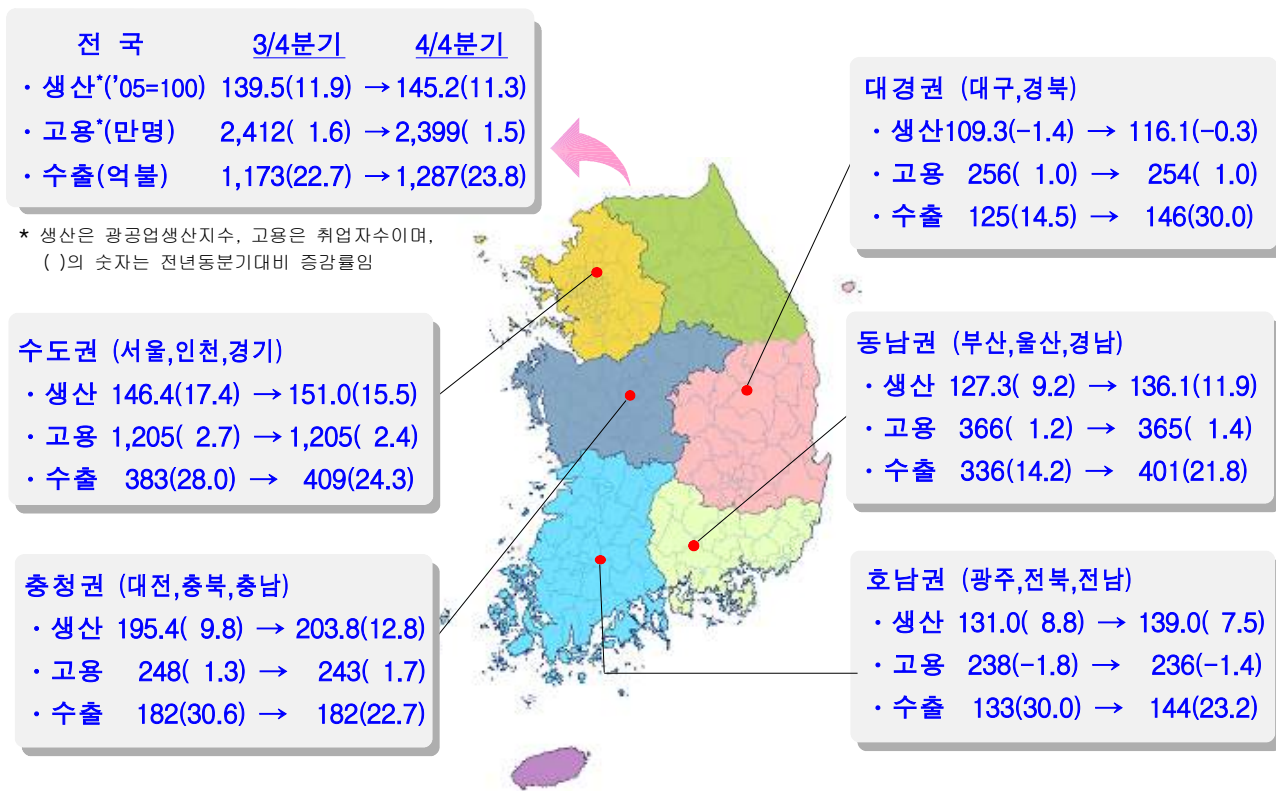 전 국 3/4분기 4/4분기
· 생산*('05=100) 139.5(11.9) → 145.2(11.3)
· 고용*(만명) 2,412( 1.6) → 2,399( 1.5)
· 수출(억불) 1,173(22.7) → 1,287(23.8)
* 생산은 광공업생산지수, 고용은 취업자수이며,
( )의 숫자는 전년동분기대비 증감률임
대경권 (대구,경북)
· 생산109.3(-1.4) → 116.1(-0.3)
· 고용 256( 1.0) → 254( 1.0)
· 수출 125(14.5) → 146(30.0)
수도권 (서울,인천,경기)
· 생산 146.4(17.4) → 151.0(15.5)
· 고용 1,205( 2.7) → 1,205( 2.4)
· 수출 383(28.0) → 409(24.3)
동남권 (부산,울산,경남)
· 생산 127.3( 9.2) → 136.1(11.9)
· 고용 366( 1.2) → 365( 1.4)
· 수출 336(14.2) → 401(21.8)
충청권 (대전,충북,충남)
· 생산 195.4( 9.8) → 203.8(12.8)
· 고용 248( 1.3) → 243( 1.7)
· 수출 182(30.6) → 182(22.7)
호남권 (광주,전북,전남)
· 생산 131.0( 8.8) → 139.0( 7.5)
· 고용 238(-1.8) → 236(-1.4)
· 수출 133(30.0) → 144(23.2)